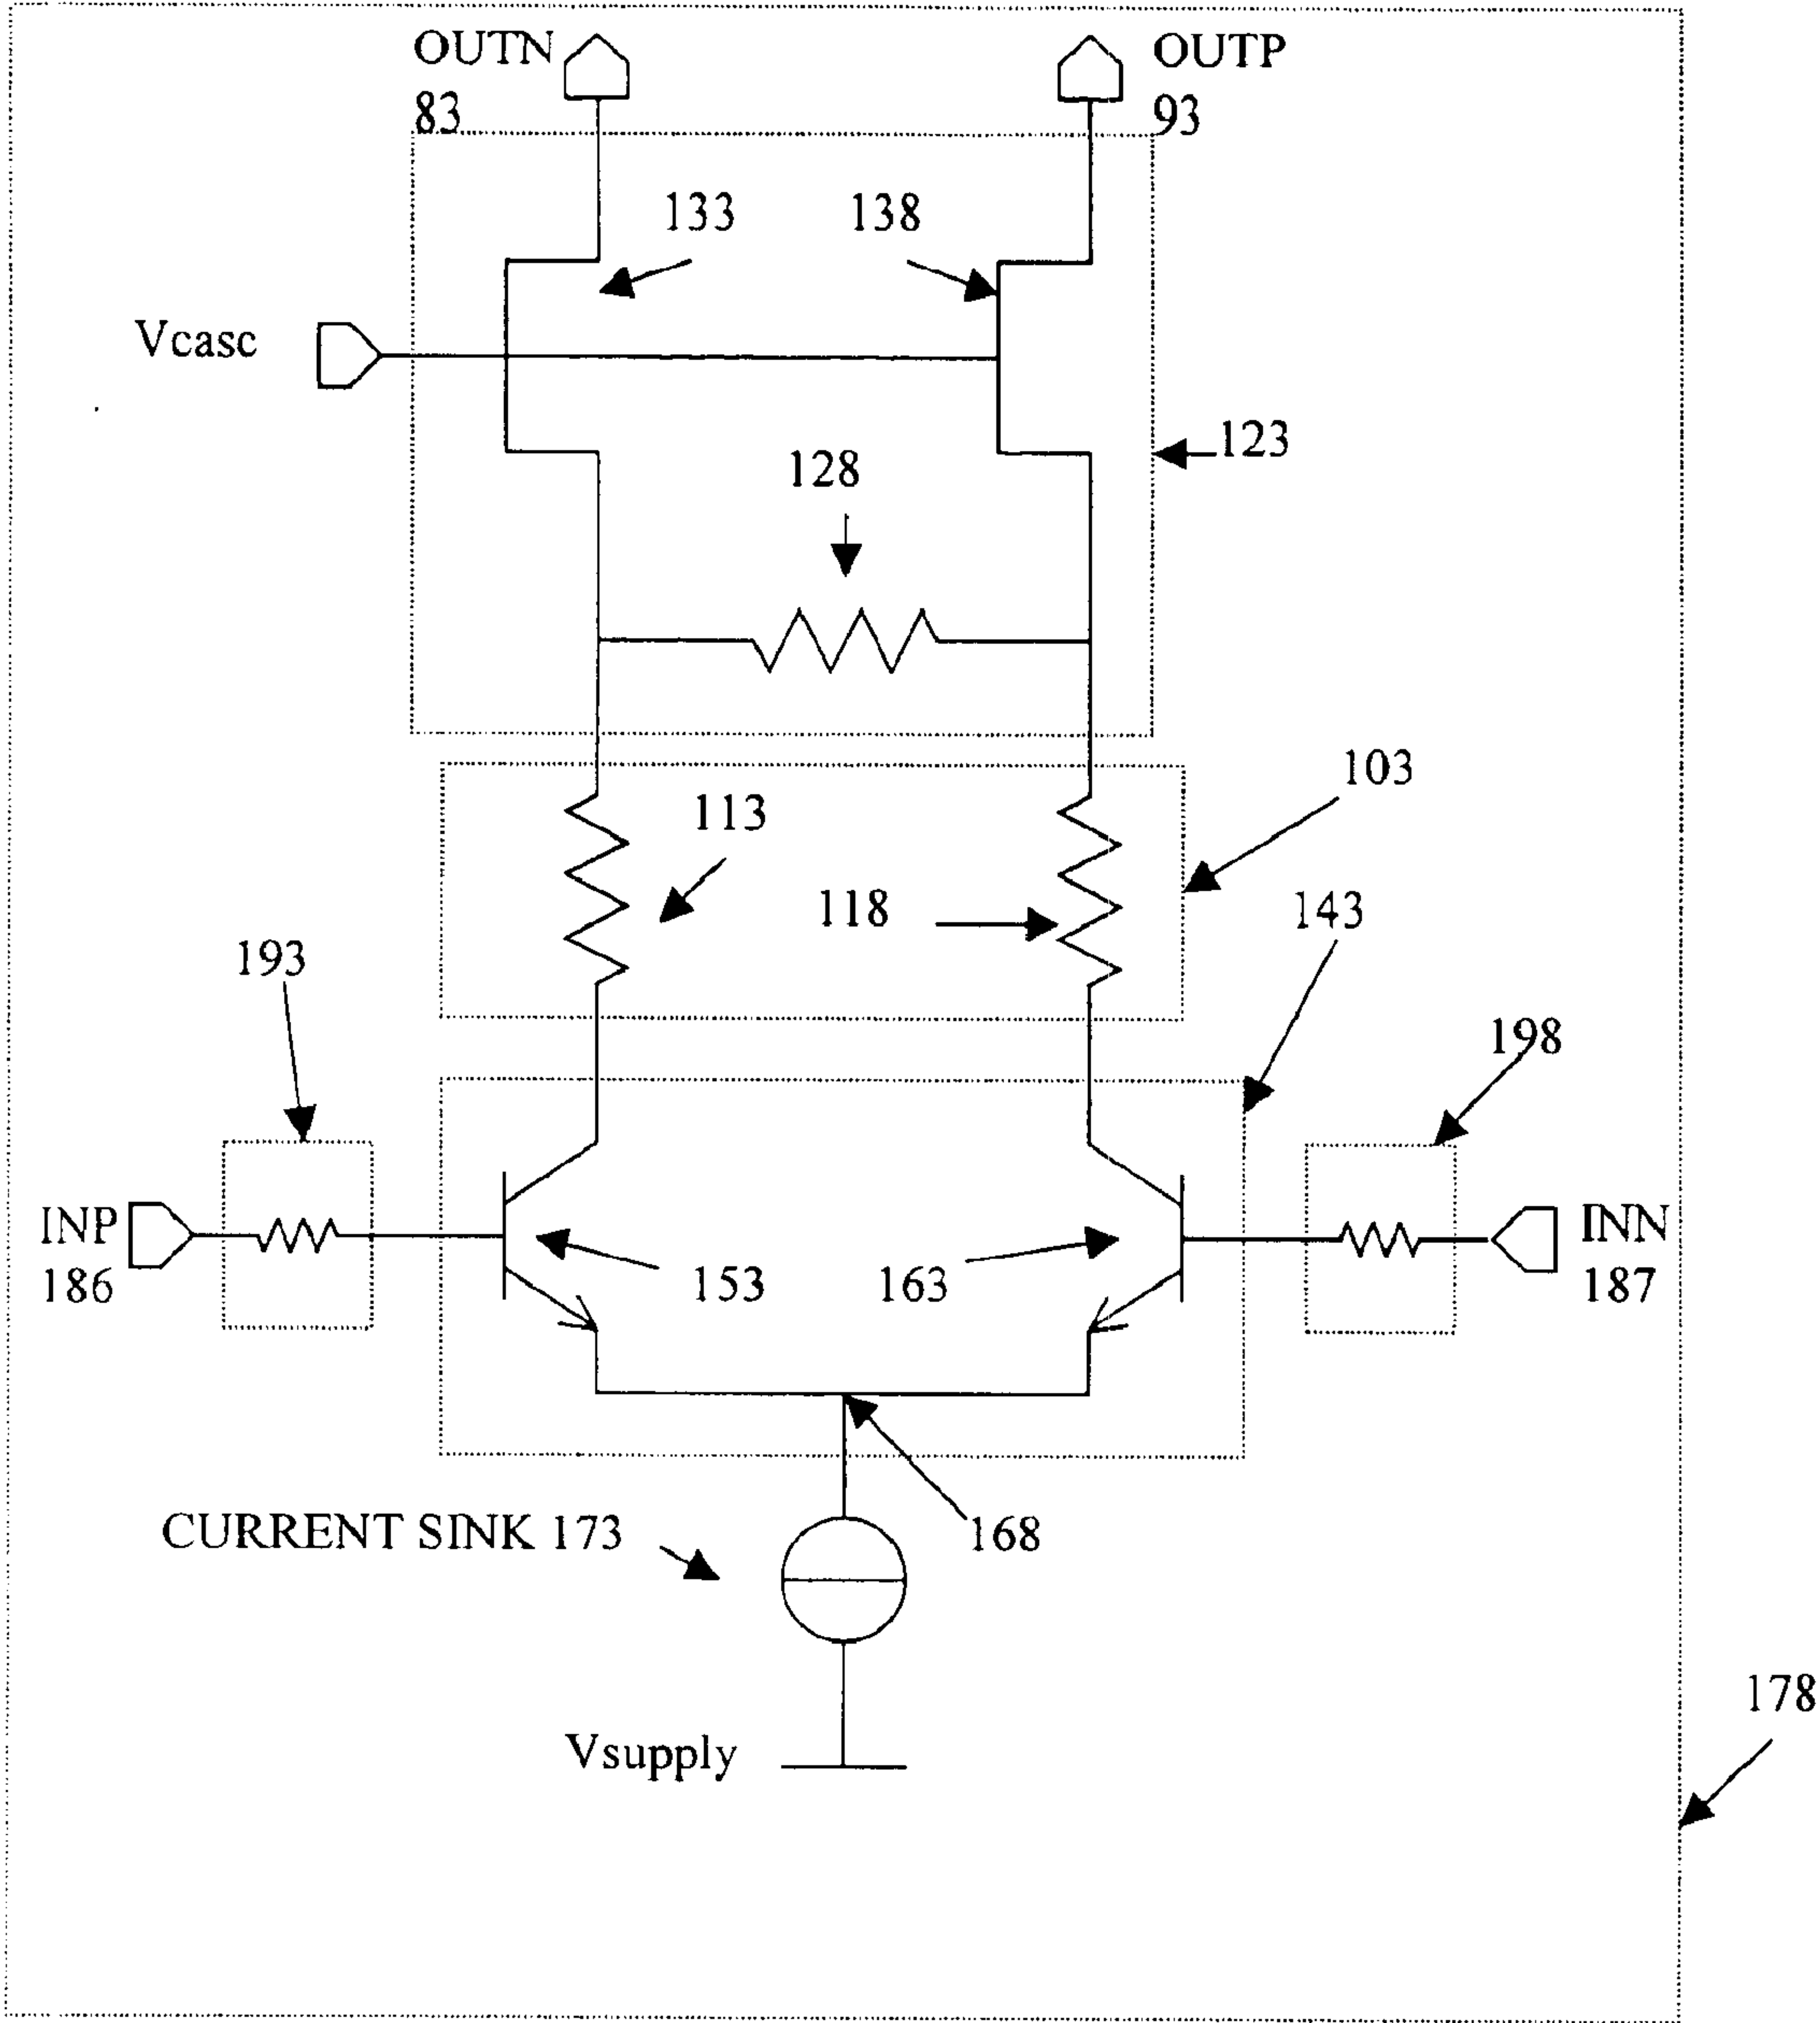 OUTN
83
OUTP
93
133
138
Vcasc
123
128
103
113
118
143
193
198
INP
186
153
163
INN
187
CURRENT SINK 173
168
178
Vsupply